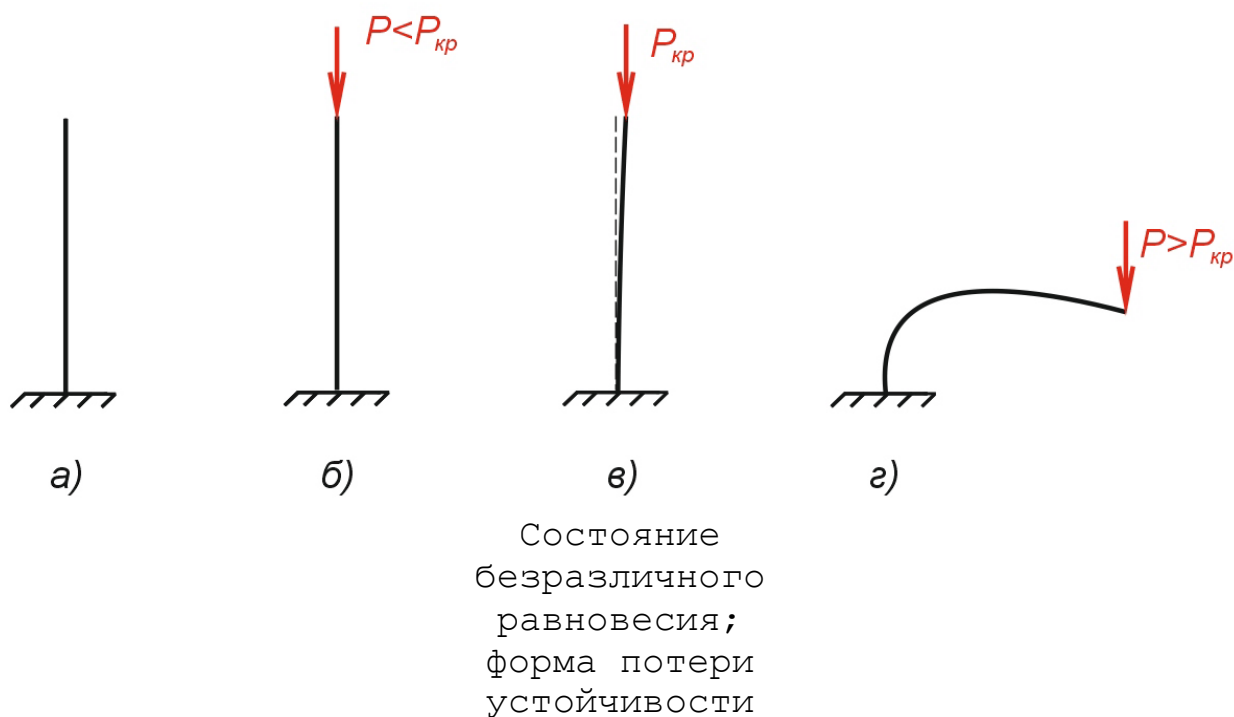 P<Pкр
Pкр
P>Pкр
а)
б)
в)
г)
Состояние
безразличного
равновесия;
форма потери
устойчивости